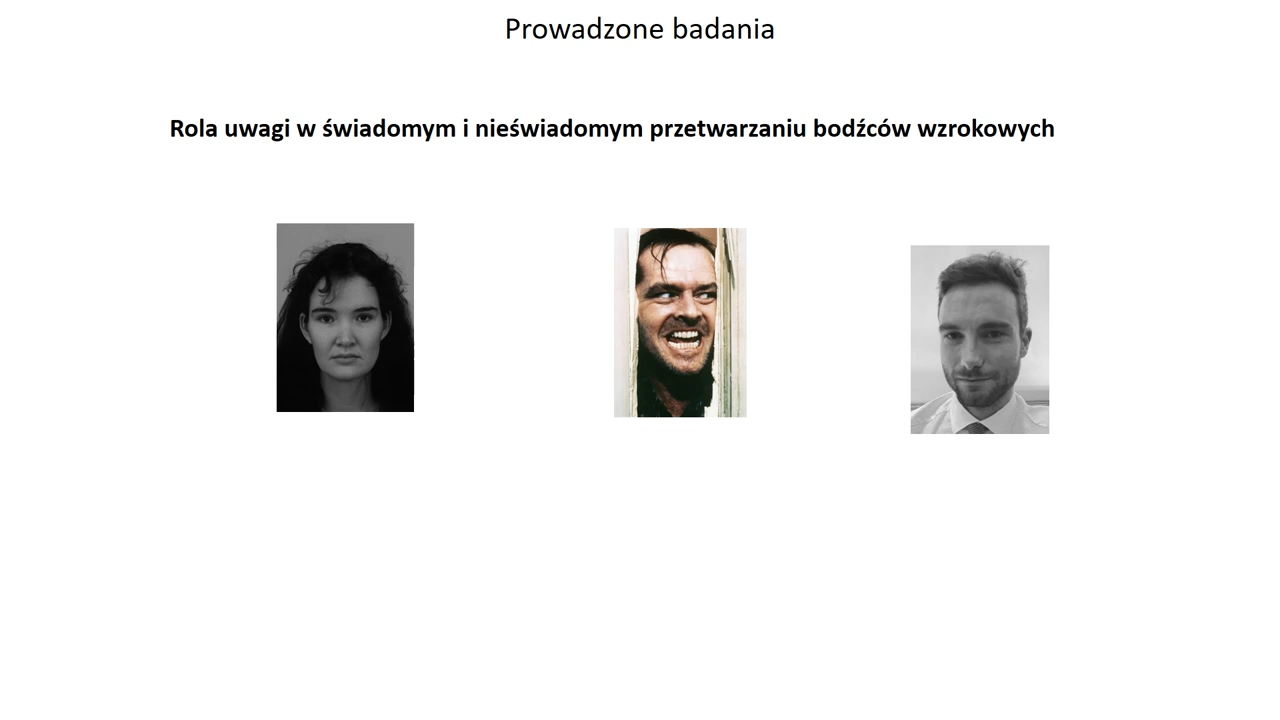 Prowadzone badania
Rola uwagi w świadomym i nieświadomym przetwarzaniu bodźców wzrokowych